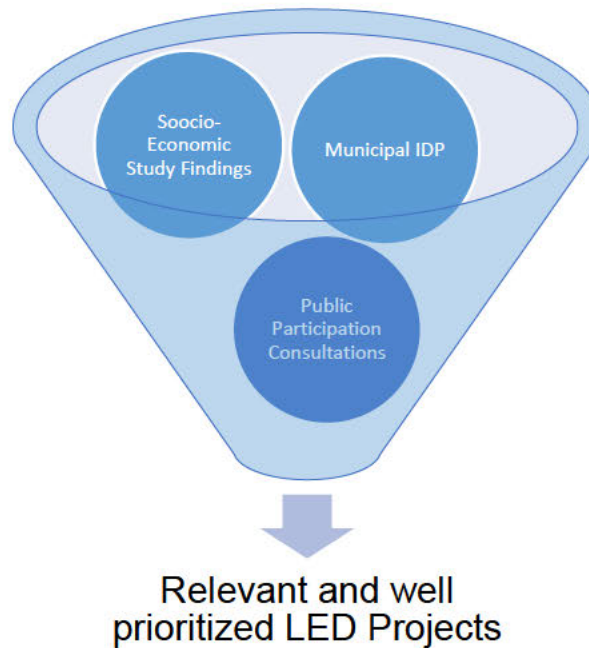 Soocio-
Economic
Study Findings
Municipal IDP
Public
Participation
Consultations
Relevant and well
prioritized LED Projects